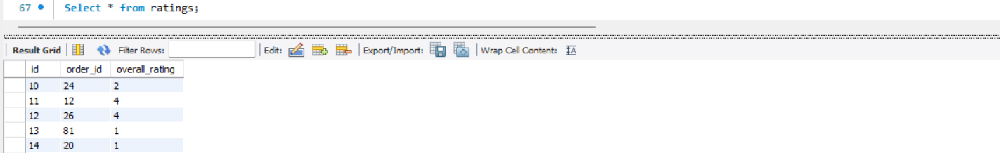 67 Select * from ratings;
Result Grid Filter Rows: Edit: Export/Import: Wrap Cell Content: IA
id order_id overall_rating
10 24 2
11 12 4
12 26 4
13 81 1
14 20 1